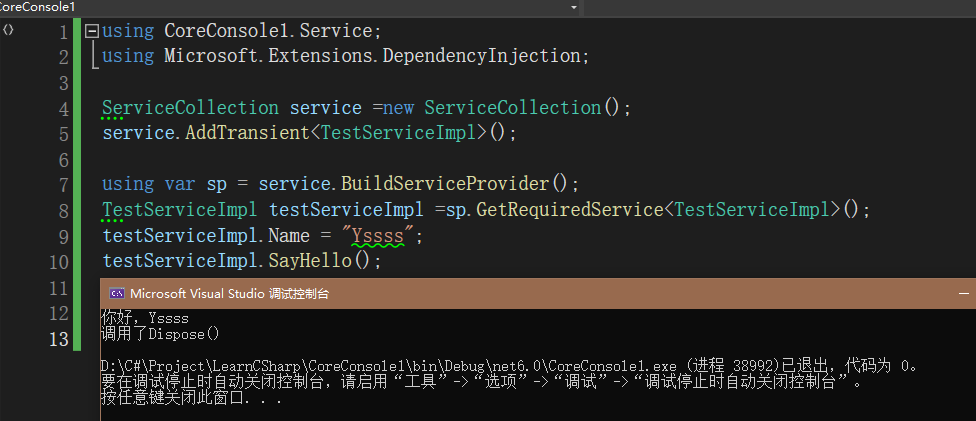 CoreConsole1
1 using CoreConsole1.Service;
2 using Microsoft.Extensions.DependencyInjection;
3
4 ServiceCollection service =new ServiceCollection();
5 service.AddTransient<TestServiceImpl>();
6
7 using var sp = service.BuildServiceProvider();
8 TestServiceImpl testServiceImpl =sp.GetRequiredService<TestServiceImpl>();
9 testServiceImpl.Name = "Yssss";
10 testServiceImpl.SayHello();
11
12
13
Microsoft Visual Studio 调试控制台
你好，Yssss
调用了Dispose()
D:\C#\Project\LearnCSharp\CoreConsole1\bin\Debug\net6.0\CoreConsole1.exe (进程 38992)已退出，代码为 0。
要在调试停止时自动关闭控制台，请启用“工具”->“选项”->“调试”->“调试停止时自动关闭控制台”。
按任意键关闭此窗口. . .